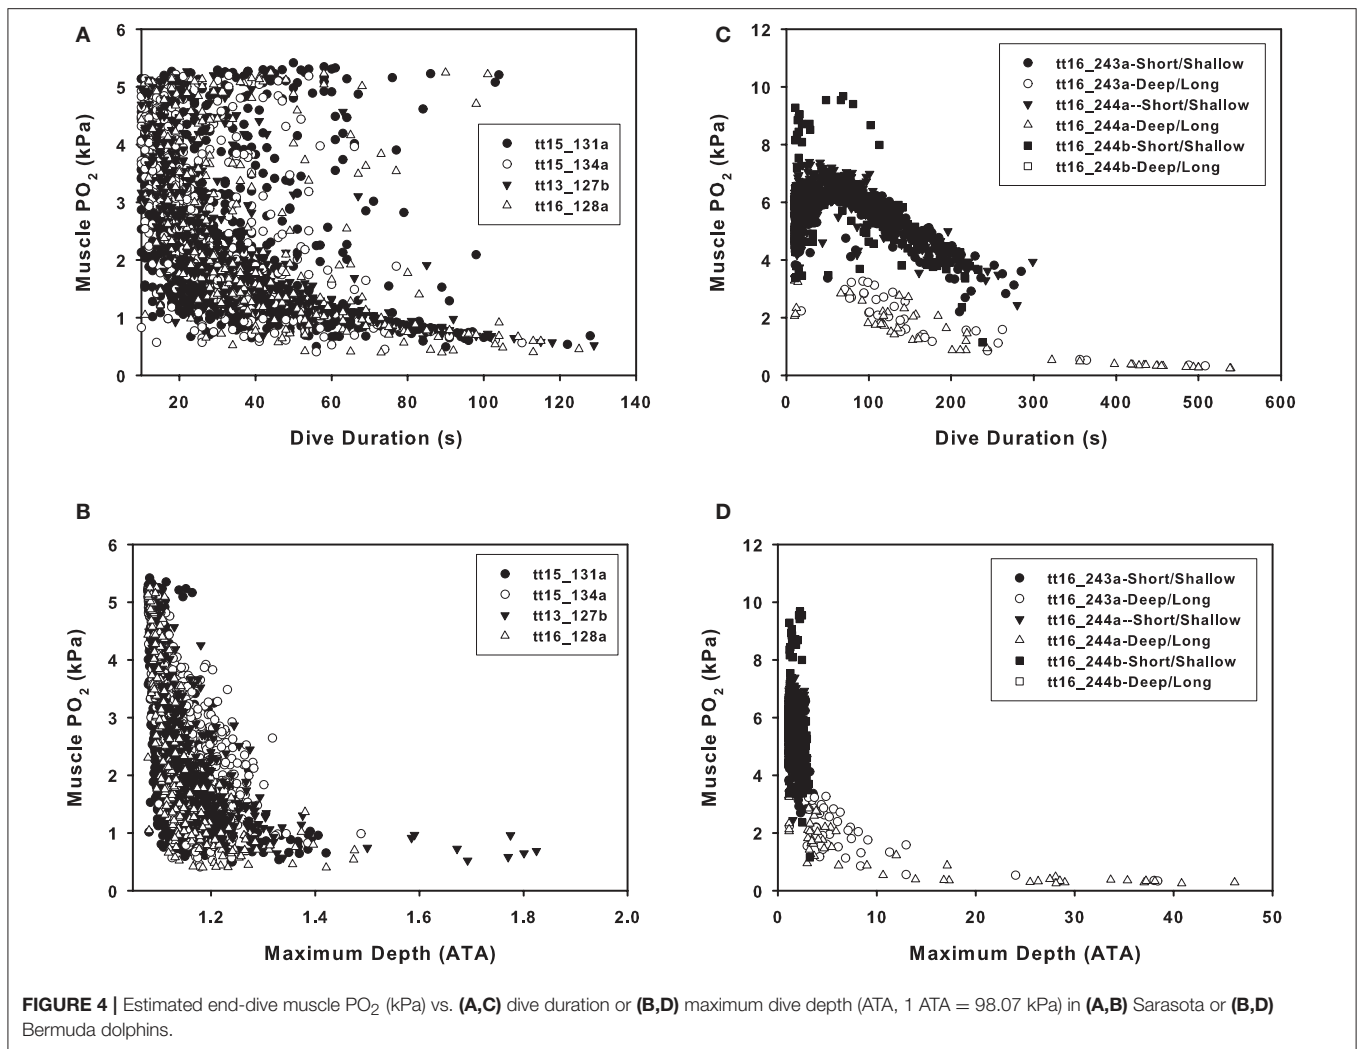 A
6
5
4
3
2
1
0
Muscle PO2 (kPa)
20 40 60 80 100 120 140
Dive Duration (s)
tt15_131a
tt15_134a
tt13_127b
tt16_128a
C
12
10
8
6
4
2
0
Muscle PO2 (kPa)
0 100 200 300 400 500 600
Dive Duration (s)
tt16_243a-Short/Shallow
tt16_243a-Deep/Long
tt16_244a--Short/Shallow
tt16_244a-Deep/Long
tt16_244b-Short/Shallow
tt16_244b-Deep/Long
B
6
5
4
3
2
1
0
Muscle PO2 (kPa)
1.2 1.4 1.6 1.8 2.0
Maximum Depth (ATA)
tt15_131a
tt15_134a
tt13_127b
tt16_128a
D
12
10
8
6
4
2
0
Muscle PO2 (kPa)
0 10 20 30 40 50
Maximum Depth (ATA)
tt16_243a-Short/Shallow
tt16_243a-Deep/Long
tt16_244a--Short/Shallow
tt16_244a-Deep/Long
tt16_244b-Short/Shallow
tt16_244b-Deep/Long
FIGURE 4 | Estimated end-dive muscle PO2 (kPa) vs. (A,C) dive duration or (B,D) maximum dive depth (ATA, 1 ATA = 98.07 kPa) in (A,B) Sarasota or (B,D)
Bermuda dolphins.